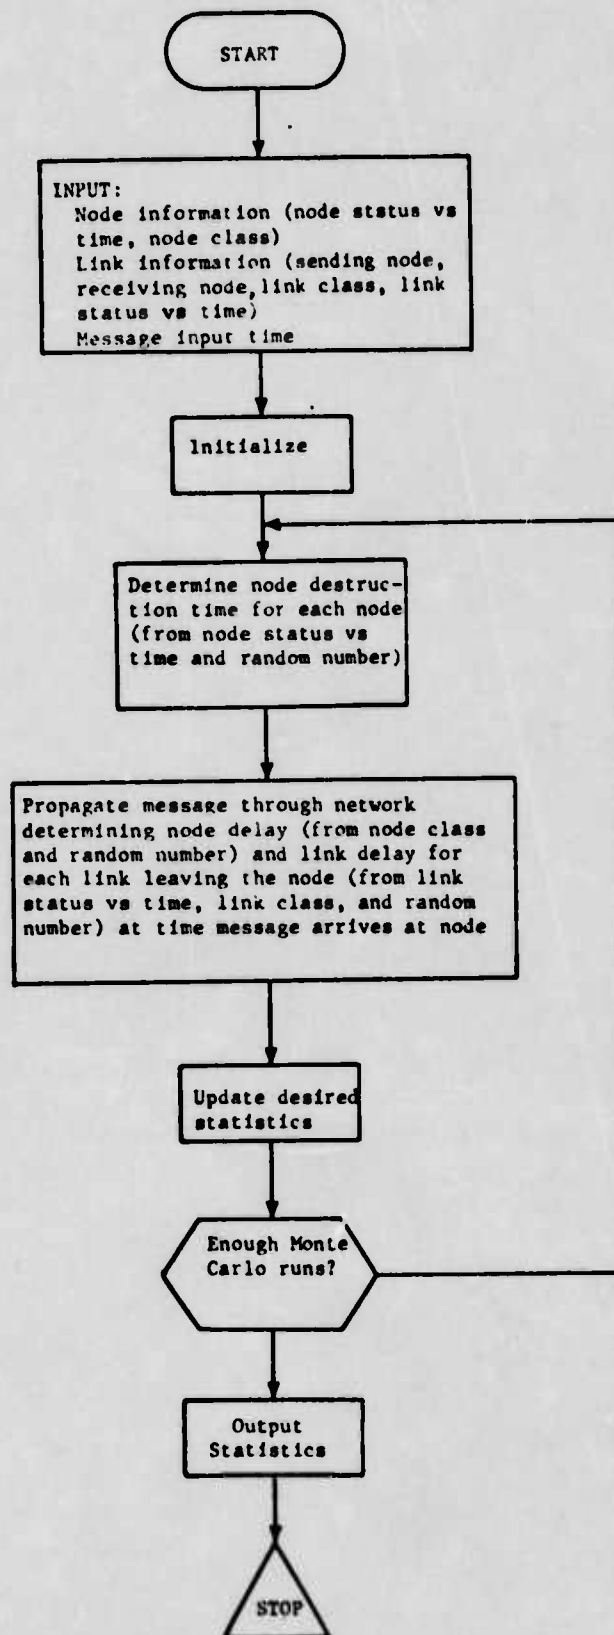 START
INPUT:
Node information (node status vs
time, node class)
Link information (sending node,
receiving node, link class, link
status vs time)
Message input time
Initialize
Determine node destruc-
tion time for each node
(from node status vs
time and random number)
Propagate message through network
determining node delay (from node class
and random number) and link delay for
each link leaving the node (from link
status vs time, link class, and random
number) at time message arrives at node
Update desired
statistics
Enough Monte
Carlo runs?
Output
Statistics
STOP